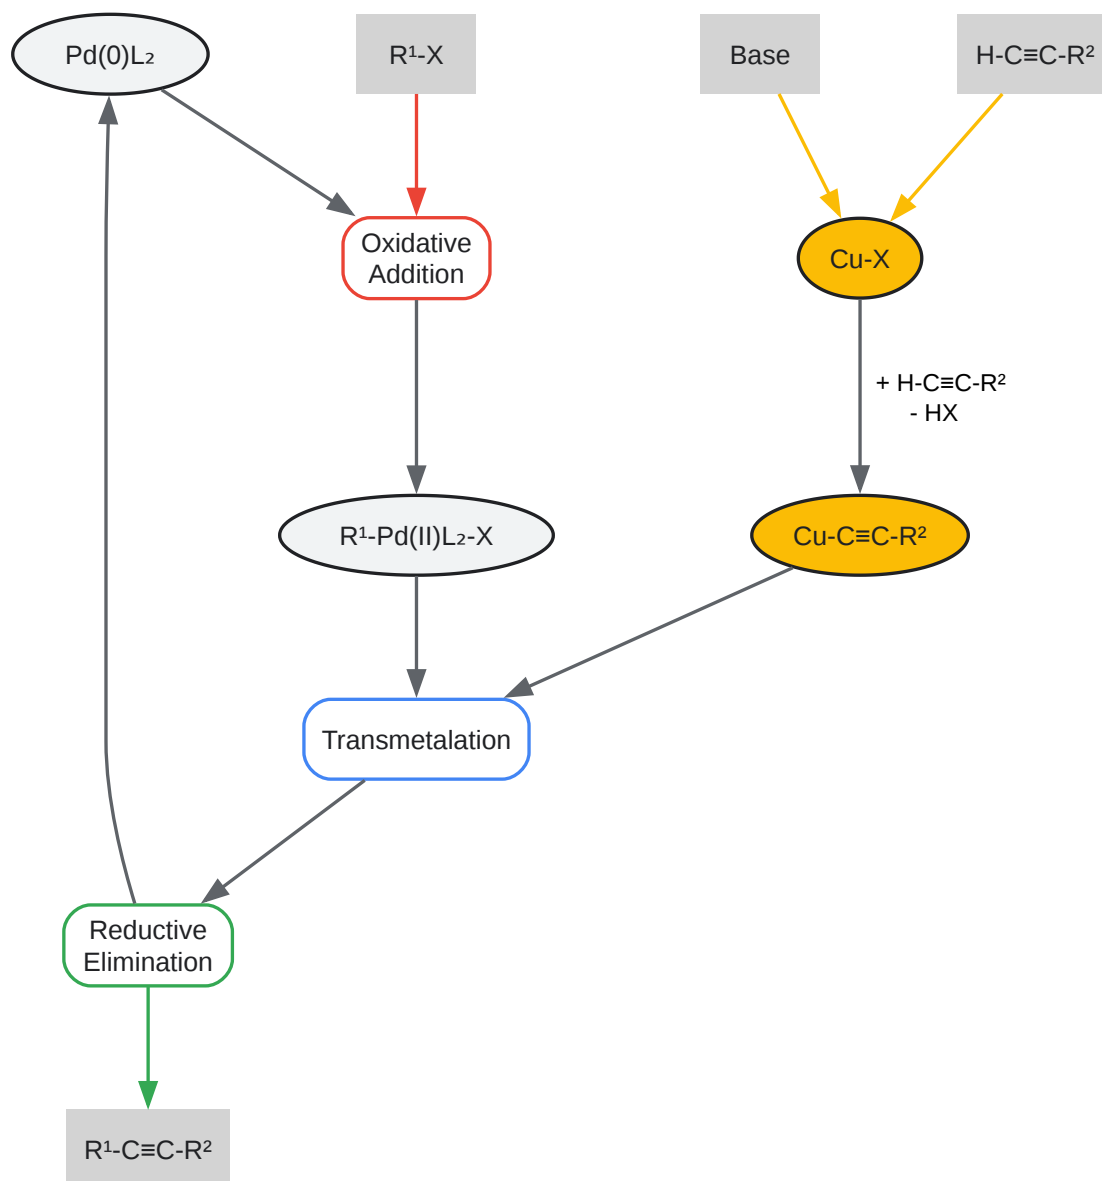 Pd(0)L₂
R¹-X
Base
H-C≡C-R²
Oxidative
Addition
Cu-X
+ H-C≡C-R²
- HX
R¹-Pd(II)L₂-X
Cu-C≡C-R²
Transmetalation
Reductive
Elimination
R¹-C≡C-R²